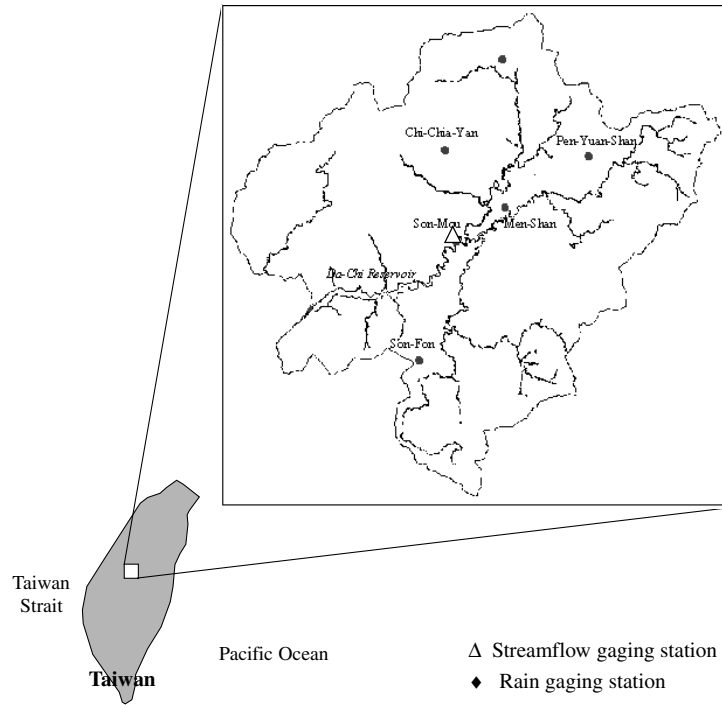 Chi-Chia-Yan
Pen-Yuan-Shan
Son-Mou
Men-Shan
Da-Chi Reservoir
Son-Fon
Taiwan
Strait
Pacific Ocean
Taiwan
Streamflow gaging station
Rain gaging station